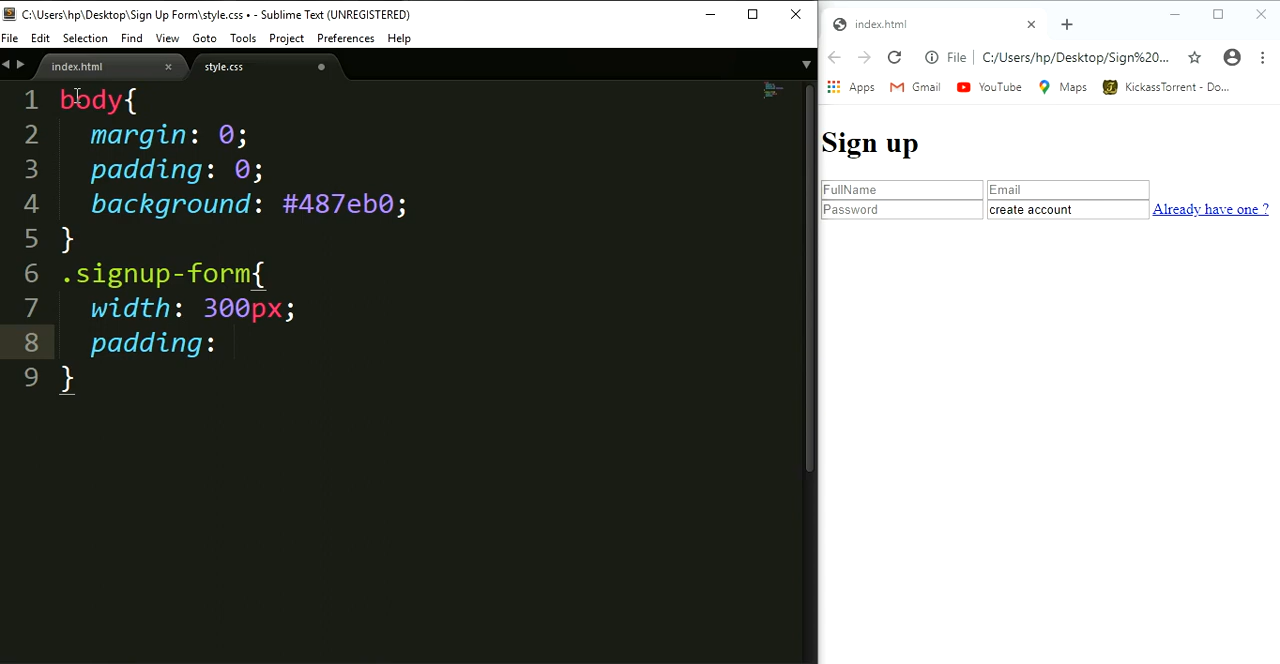 C:\Users\hp\Desktop\Sign Up Form\style.css • - Sublime Text (UNREGISTERED)
File Edit Selection Find View Goto Tools Project Preferences Help
index.html × style.css
1 body{
2 margin: 0;
3 padding: 0;
4 background: #487eb0;
5 }
6 .signup-form{
7 width: 300px;
8 padding:
9 }
index.html
File C:/Users/hp/Desktop/Sign%20...
Apps Gmail YouTube Maps KickassTorrent - Do...
Sign up
FullName Email
Password create account Already have one ?